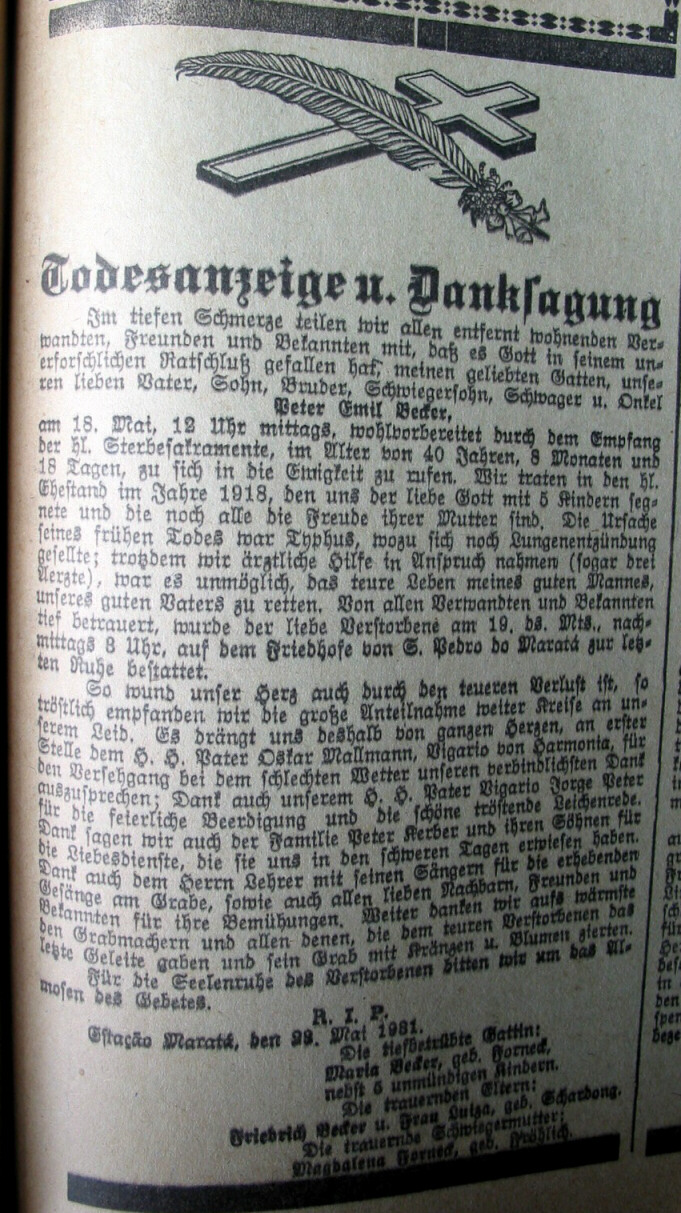 Todesanzeige u. Danksagung
Im tiefen Schmerze teilen wir allen entfernt wohnenden Ver-
wandten, Freunden und Bekannten mit, daß es Gott in seinem un-
erforschlichen Ratschluß gefallen hat, meinen geliebten Gatten, unse-
ren lieben Vater, Sohn, Bruder, Schwiegersohn, Schwager u. Onkel
Peter Emil Becker,
am 18. Mai, 12 Uhr mittags, wohlvorbereitet durch dem Empfang
der hl. Sterbesakramente, im Alter von 40 Jahren, 8 Monaten und
18 Tagen, zu sich in die Ewigkeit zu rufen. Wir traten in den hl.
Ehestand im Jahre 1918, den uns der liebe Gott mit 5 Kindern seg-
nete und die noch alle die Freude ihrer Mutter sind. Die Ursache
seines frühen Todes war Typhus, wozu sich noch Lungenentzündung
gesellte; trotzdem wir ärztliche Hilfe in Anspruch nahmen (sogar drei
Aerzte), war es unmöglich, das teure Leben meines guten Mannes,
unseres guten Vaters zu retten. Von allen Verwandten und Bekannten
tief betrauert, wurde der liebe Verstorbene am 19. ds. Mts., nach-
mittags 3 Uhr, auf dem Friedhofe von S. Pedro do Maratá zur letz-
ten Ruhe bestattet.
So wund unser Herz auch durch den teueren Verlust ist, so
tröstlich empfanden wir die große Anteilnahme weiter Kreise an un-
serem Leid. Es drängt uns deshalb von ganzen Herzen, an erster
Stelle dem H. H. Pater Oskar Mallmann, Vigario von Harmonia, für
den Versehgang bei dem schlechten Wetter unseren verbindlichsten Dank
auszusprechen; Dank auch unserem H. H. Pater Vigario Jorge Peter
für die feierliche Beerdigung und die schöne tröstende Leichenrede.
Dank sagen wir auch der Familie Peter Kerber und ihren Söhnen für
die Liebesdienste, die sie uns in den schweren Tagen erwiesen haben.
Dank auch dem Herrn Lehrer mit seinen Sängern für die erhebenden
Gesänge am Grabe, sowie auch allen lieben Nachbarn, Freunden und
Bekannten für ihre Bemühungen. Weiter danken wir aufs wärmste
den Grabmachern und allen denen, die dem teuren Verstorbenen das
letzte Geleite gaben und sein Grab mit Kränzen u. Blumen zierten.
Für die Seelenruhe des Verstorbenen bitten wir um das Al-
mosen des Gebetes.
R. I. P.
Estação Maratá, den 29. Mai 1931.
Die tiefbetrübte Gattin:
Maria Becker, geb. Forneck,
nebst 5 unmündigen Kindern.
Die trauernden Eltern:
Friedrich Becker u. Frau Luiza, geb. Schardong.
Die trauernde Schwiegermutter:
Magdalena Forneck, geb. Fröhlich.